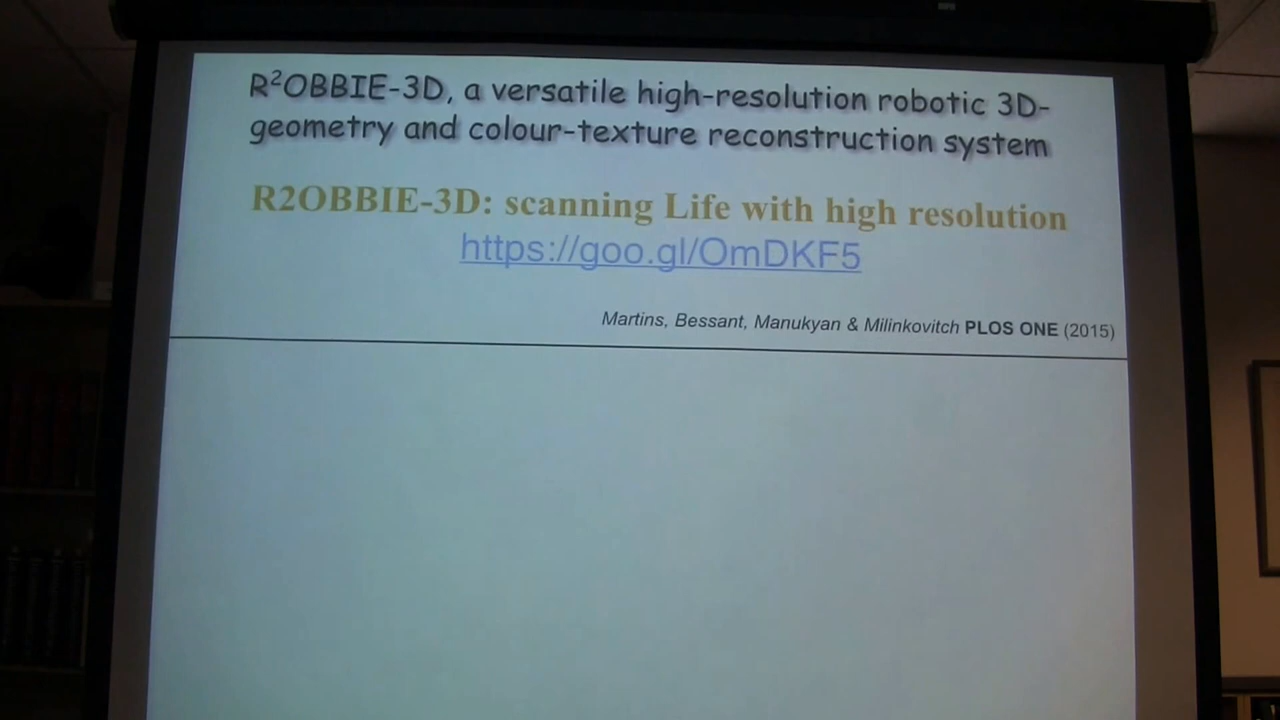 R²OBBIE-3D, a versatile high-resolution robotic 3D-
geometry and colour-texture reconstruction system
R2OBBIE-3D: scanning Life with high resolution
https://goo.gl/OmDKF5
Martins, Bessant, Manukyan & Milinkovitch PLOS ONE (2015)